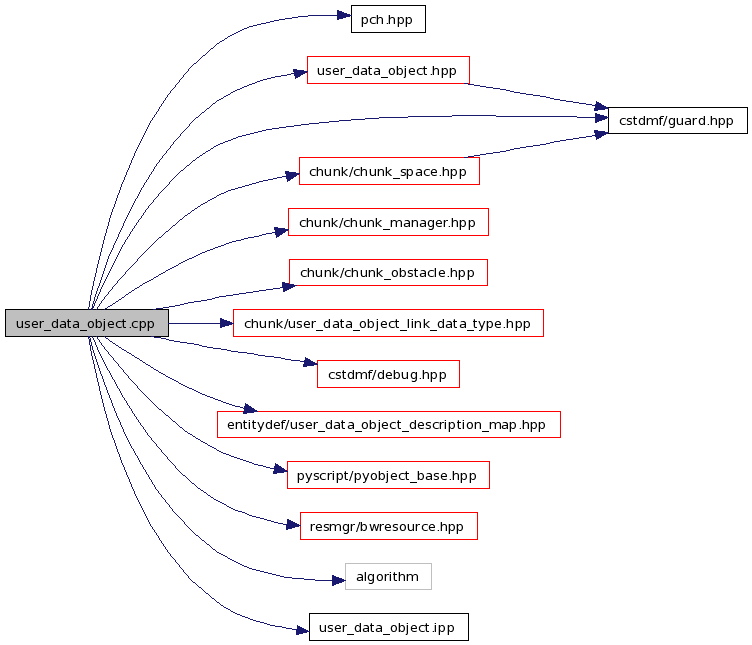 pch.hpp
user_data_object.hpp
cstdmf/guard.hpp
chunk/chunk_space.hpp
chunk/chunk_manager.hpp
chunk/chunk_obstacle.hpp
user_data_object.cpp
chunk/user_data_object_link_data_type.hpp
cstdmf/debug.hpp
entitydef/user_data_object_description_map.hpp
pyscript/pyobject_base.hpp
resmgr/bwresource.hpp
algorithm
user_data_object.ipp